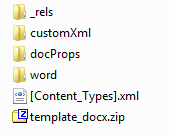 _rels
customXml
docProps
word
[Content_Types].xml
template_docx.zip